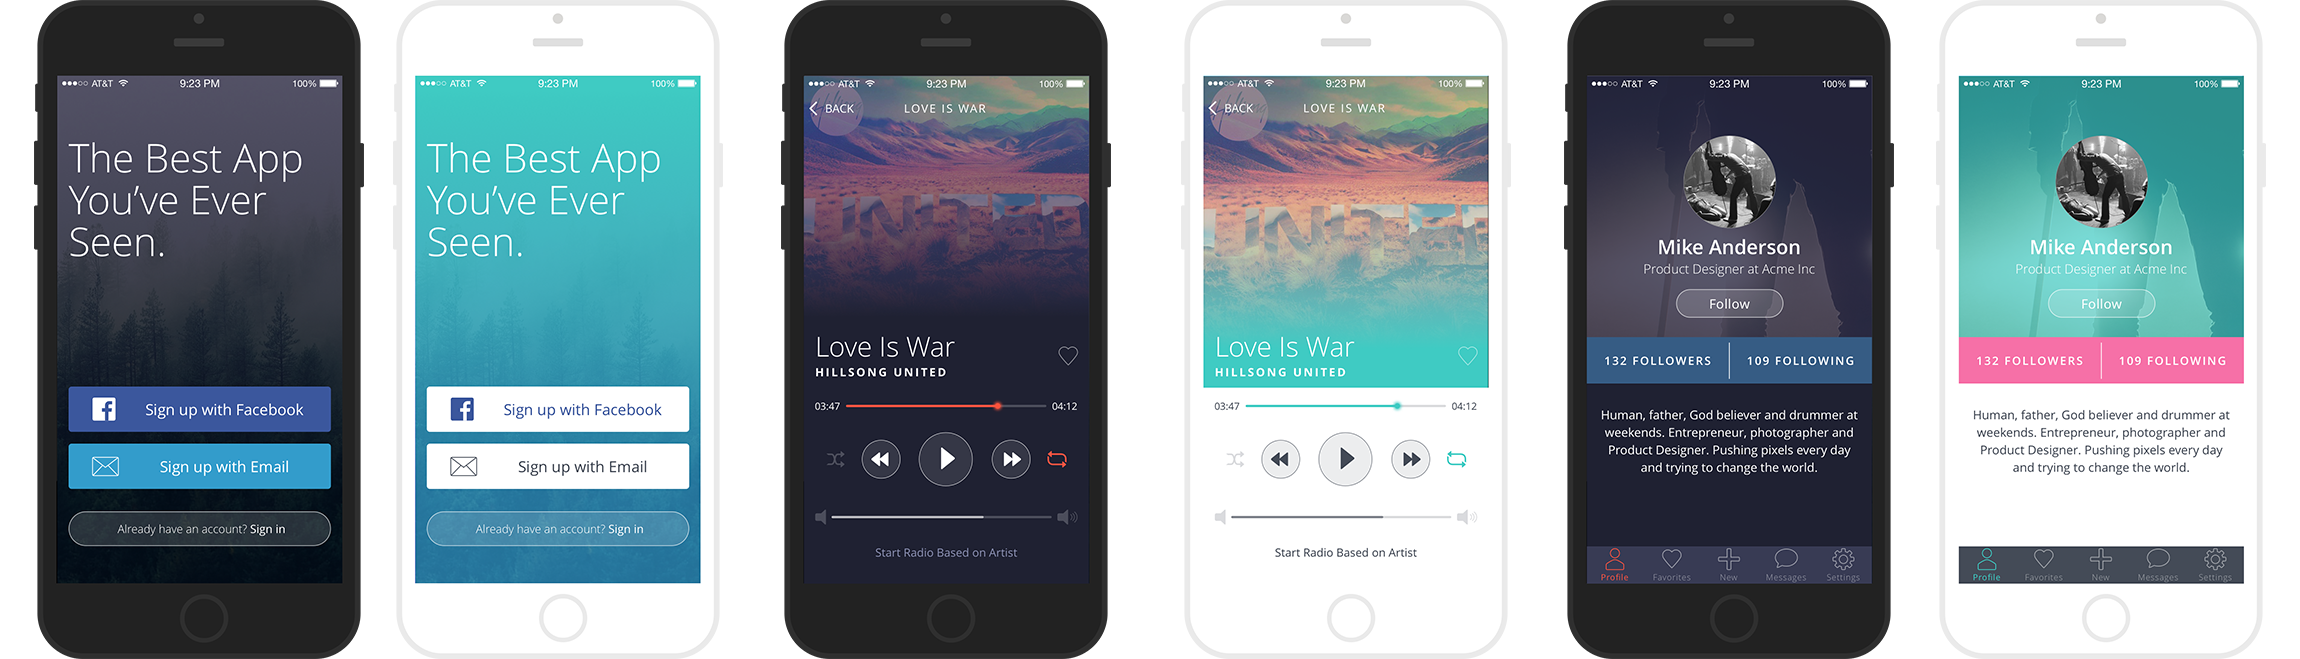 AT&T 9:23 PM 100%
The Best App
You've Ever
Seen.
Sign up with Facebook
Sign up with Email
Already have an account? Sign in
AT&T 9:23 PM 100%
The Best App
You've Ever
Seen.
Sign up with Facebook
Sign up with Email
Already have an account? Sign in
AT&T 9:23 PM 100%
BACK LOVE IS WAR
UNITED
Love Is War
HILLSONG UNITED
03:47 04:12
Start Radio Based on Artist
AT&T 9:23 PM 100%
BACK LOVE IS WAR
UNITED
Love Is War
HILLSONG UNITED
03:47 04:12
Start Radio Based on Artist
AT&T 9:23 PM 100%
Mike Anderson
Product Designer at Acme Inc
Follow
132 FOLLOWERS 109 FOLLOWING
Human, father, God believer and drummer at
weekends. Entrepreneur, photographer and
Product Designer. Pushing pixels every day
and trying to change the world.
Profile Favorites New Messages Settings
AT&T 9:23 PM 100%
Mike Anderson
Product Designer at Acme Inc
Follow
132 FOLLOWERS 109 FOLLOWING
Human, father, God believer and drummer at
weekends. Entrepreneur, photographer and
Product Designer. Pushing pixels every day
and trying to change the world.
Profile Favorites New Messages Settings